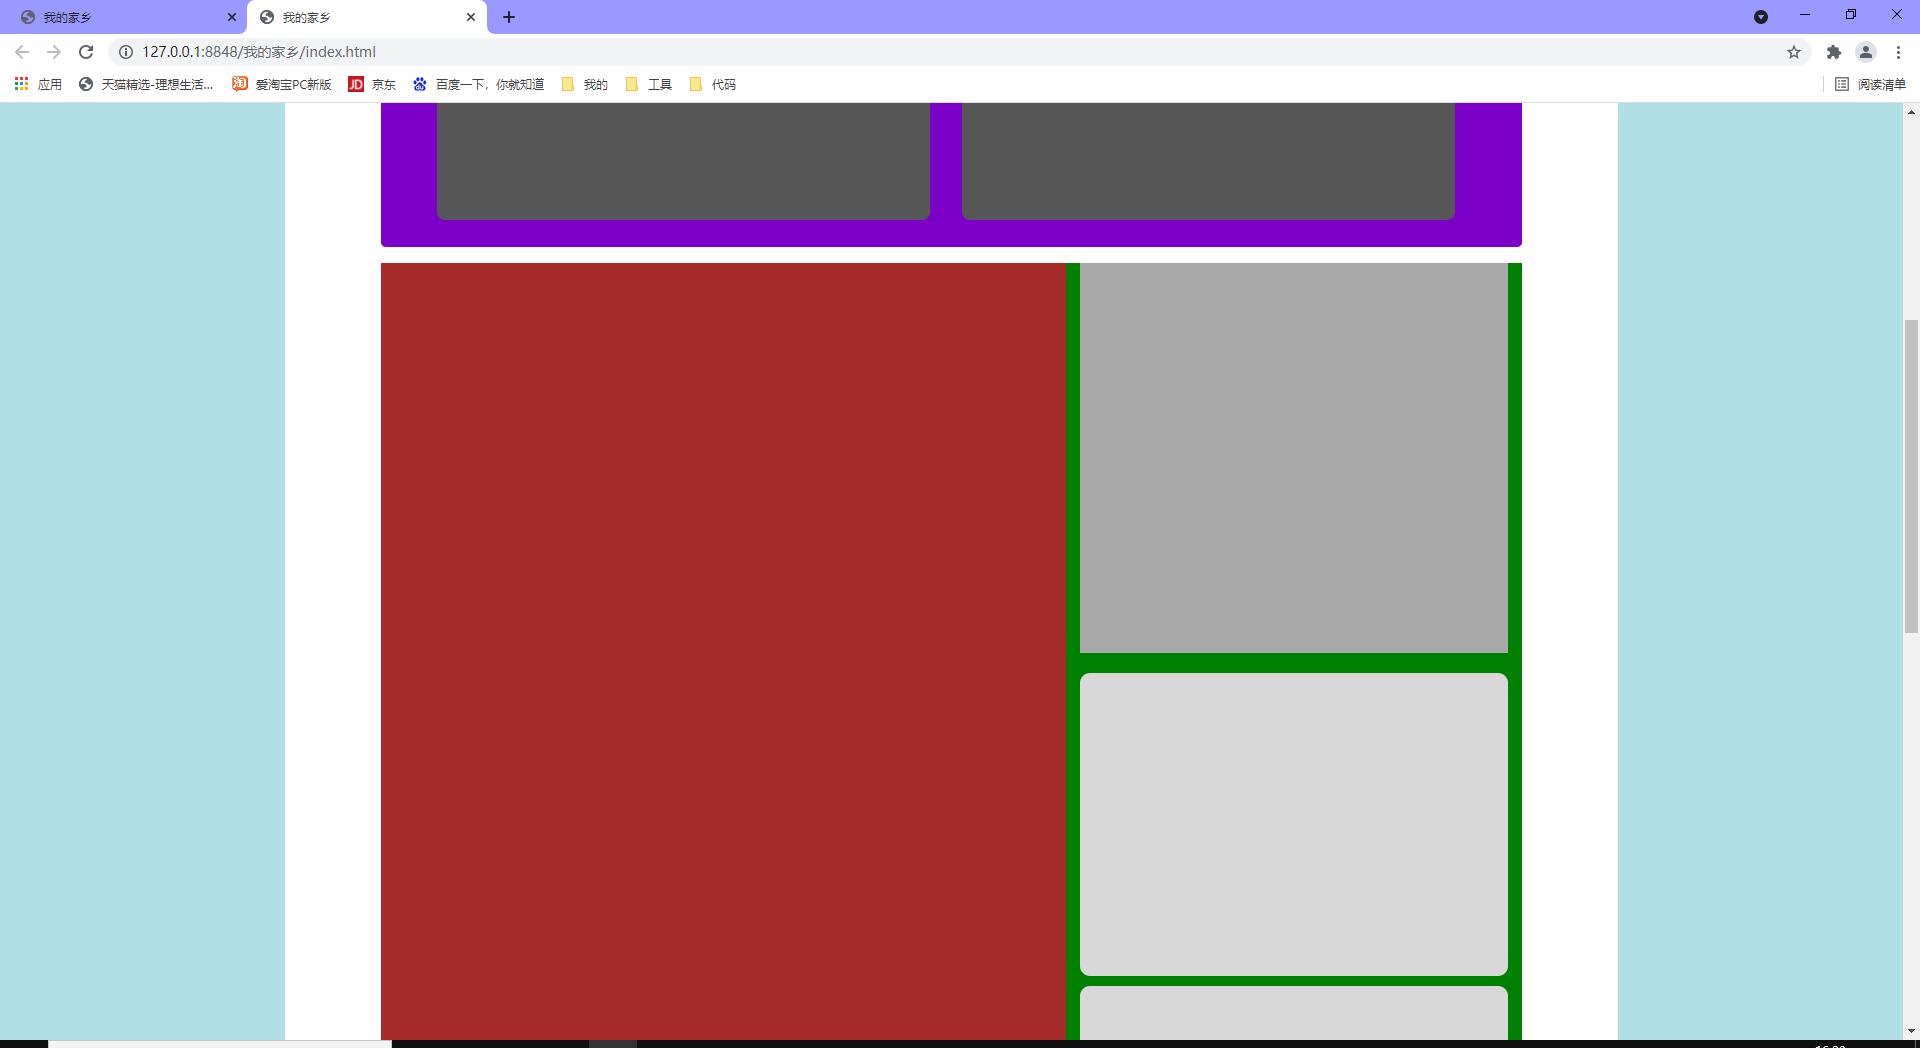 我的家乡
我的家乡
127.0.0.1:8848/我的家乡/index.html
应用 天猫精选-理想生活... 淘 爱淘宝PC新版 JD 京东 百度一下，你就知道 我的 工具 代码 阅读清单